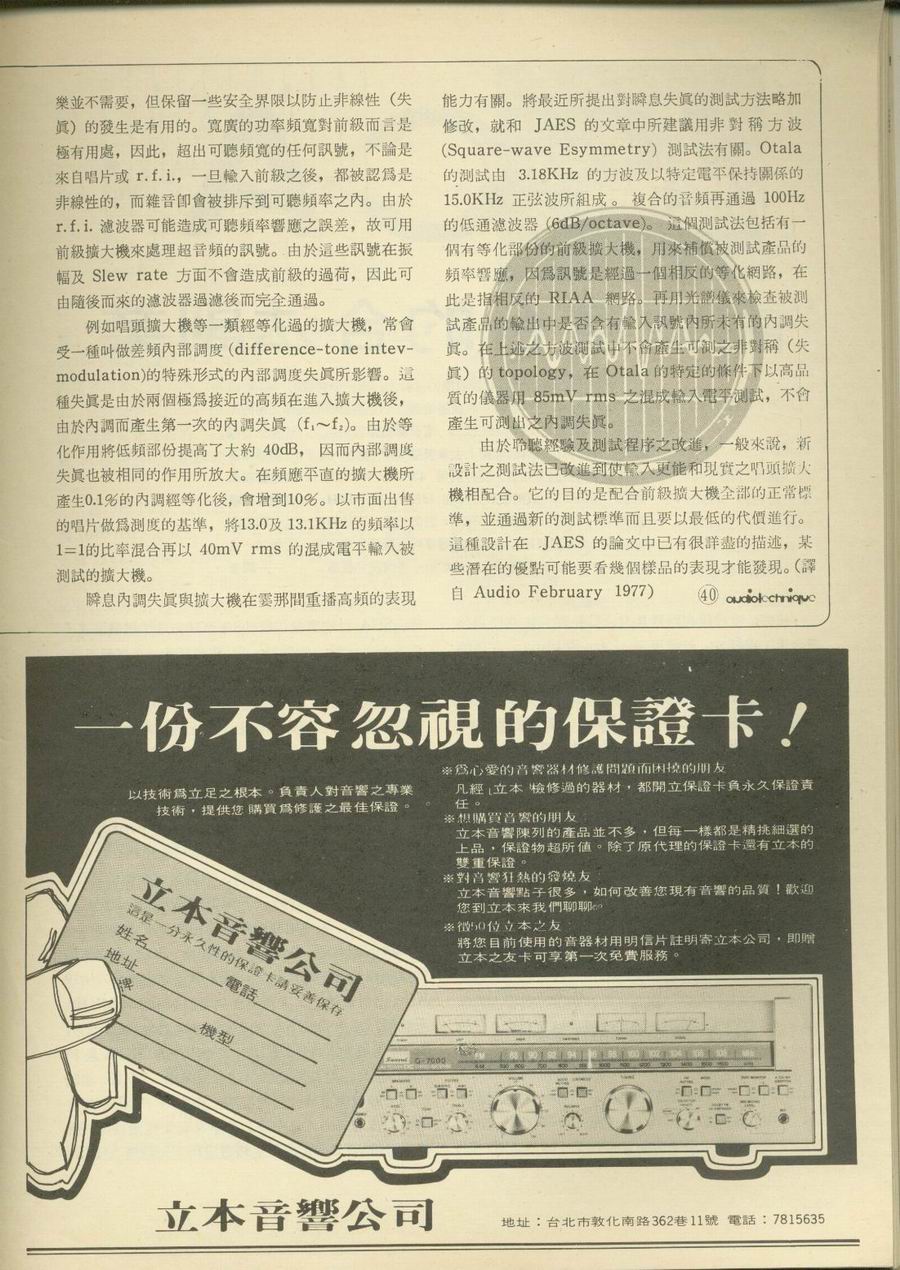 樂並不需要，但保留一些安全界限以防止非線性（失
眞）的發生是有用的。寬廣的功率頻寬對前級而言是
極有用處，因此，超出可聽頻寬的任何訊號，不論是
來自唱片或 r.f.i.，一旦輸入前級之後，都被認爲是
非線性的，而雜音卽會被排斥到可聽頻率之內。由於
r.f.i. 濾波器可能造成可聽頻率響應之誤差，故可用
前級擴大機來處理超音頻的訊號。由於這些訊號在振
幅及 Slew rate 方面不會造成前級的過荷，因此可
由隨後而來的濾波器過濾後而完全通過。
例如唱頭擴大機等一類經等化過的擴大機，常會
受一種叫做差頻內部調度 (difference-tone intev-
modulation)的特殊形式的內部調度失眞所影響。這
種失眞是由於兩個極爲接近的高頻在進入擴大機後，
由於內調而產生第一次的內調失眞（f₁～f₂）。由於等
化作用將低頻部份提高了大約 40dB， 因而內部調度
失眞也被相同的作用所放大。在頻應平直的擴大機所
產生0.1%的內調經等化後，會增到10%。以市面出售
的唱片做爲測度的基準，將13.0及 13.1KHz 的頻率以
1=1的比率混合再以 40mV rms 的混成電平輸入被
測試的擴大機。
瞬息內調失眞與擴大機在雲那間重播高頻的表現
能力有關。將最近所提出對瞬息失眞的測試方法略加
修改，就和 JAES 的文章中所建議用非對稱方波
(Square-wave Esymmetry) 測試法有關。Otala
的測試由 3.18KHz 的方波及以特定電平保持關係的
15.0KHz 正弦波所組成。 複合的音頻再通過 100Hz
的低通濾波器 (6dB/octave)。 這個測試法包括有一
個有等化部份的前級擴大機，用來補償被測試產品的
頻率響應，因爲訊號是經過一個相反的等化網路，在
此是指相反的 RIAA 網路。再用光譜儀來檢查被測
試產品的輸出中是否含有輸入訊號內所未有的內調失
眞。在上述之方波測試中不會產生可測之非對稱（失
眞）的 topology，在 Otala 的特定的條件下以高品
質的儀器用 85mV rms 之混成輸入電平測試，不會
產生可測出之內調失眞。
由於聆聽經驗及測試程序之改進，一般來說，新
設計之測試法已改進到使輸入更能和現實之唱頭擴大
機相配合。它的目的是配合前級擴大機全部的正常標
準，並通過新的測試標準而且要以最低的代價進行。
這種設計在 JAES 的論文中已有很詳盡的描述，某
些潛在的優點可能要看幾個樣品的表現才能發現。（譯
自 Audio February 1977）
40 audiotechnique
一份不容忽視的保證卡！
以技術爲立足之根本。負責人對音響之專業
技術，提供您購買爲修護之最佳保證。
※爲心愛的音響器材修護問題而困擾的朋友
凡經「立本」檢修過的器材，都開立保證卡負永久保證責
任。
※想購買音響的朋友
立本音響陳列的產品並不多，但每一樣都是精挑細選的
上品，保證物超所値。除了原代理的保證卡還有立本的
雙重保證。
※對音響狂熱的發燒友
立本音響點子很多，如何改善您現有音響的品質！歡迎
您到立本來我們聊聊。
※徵50位立本之友
將您目前使用的音器材用明信片註明寄立本公司，即贈
立本之友卡可享第一次免費服務。
立本音響公司
這是一分永久性的保證卡請妥善保存
姓名
電話
地址
牌
機型
Sansui G-7000
FM 88 90 92 94 96 98 100 102 104 106 108 MHz
立本音響公司
地址：台北市敦化南路362巷11號 電話：7815635